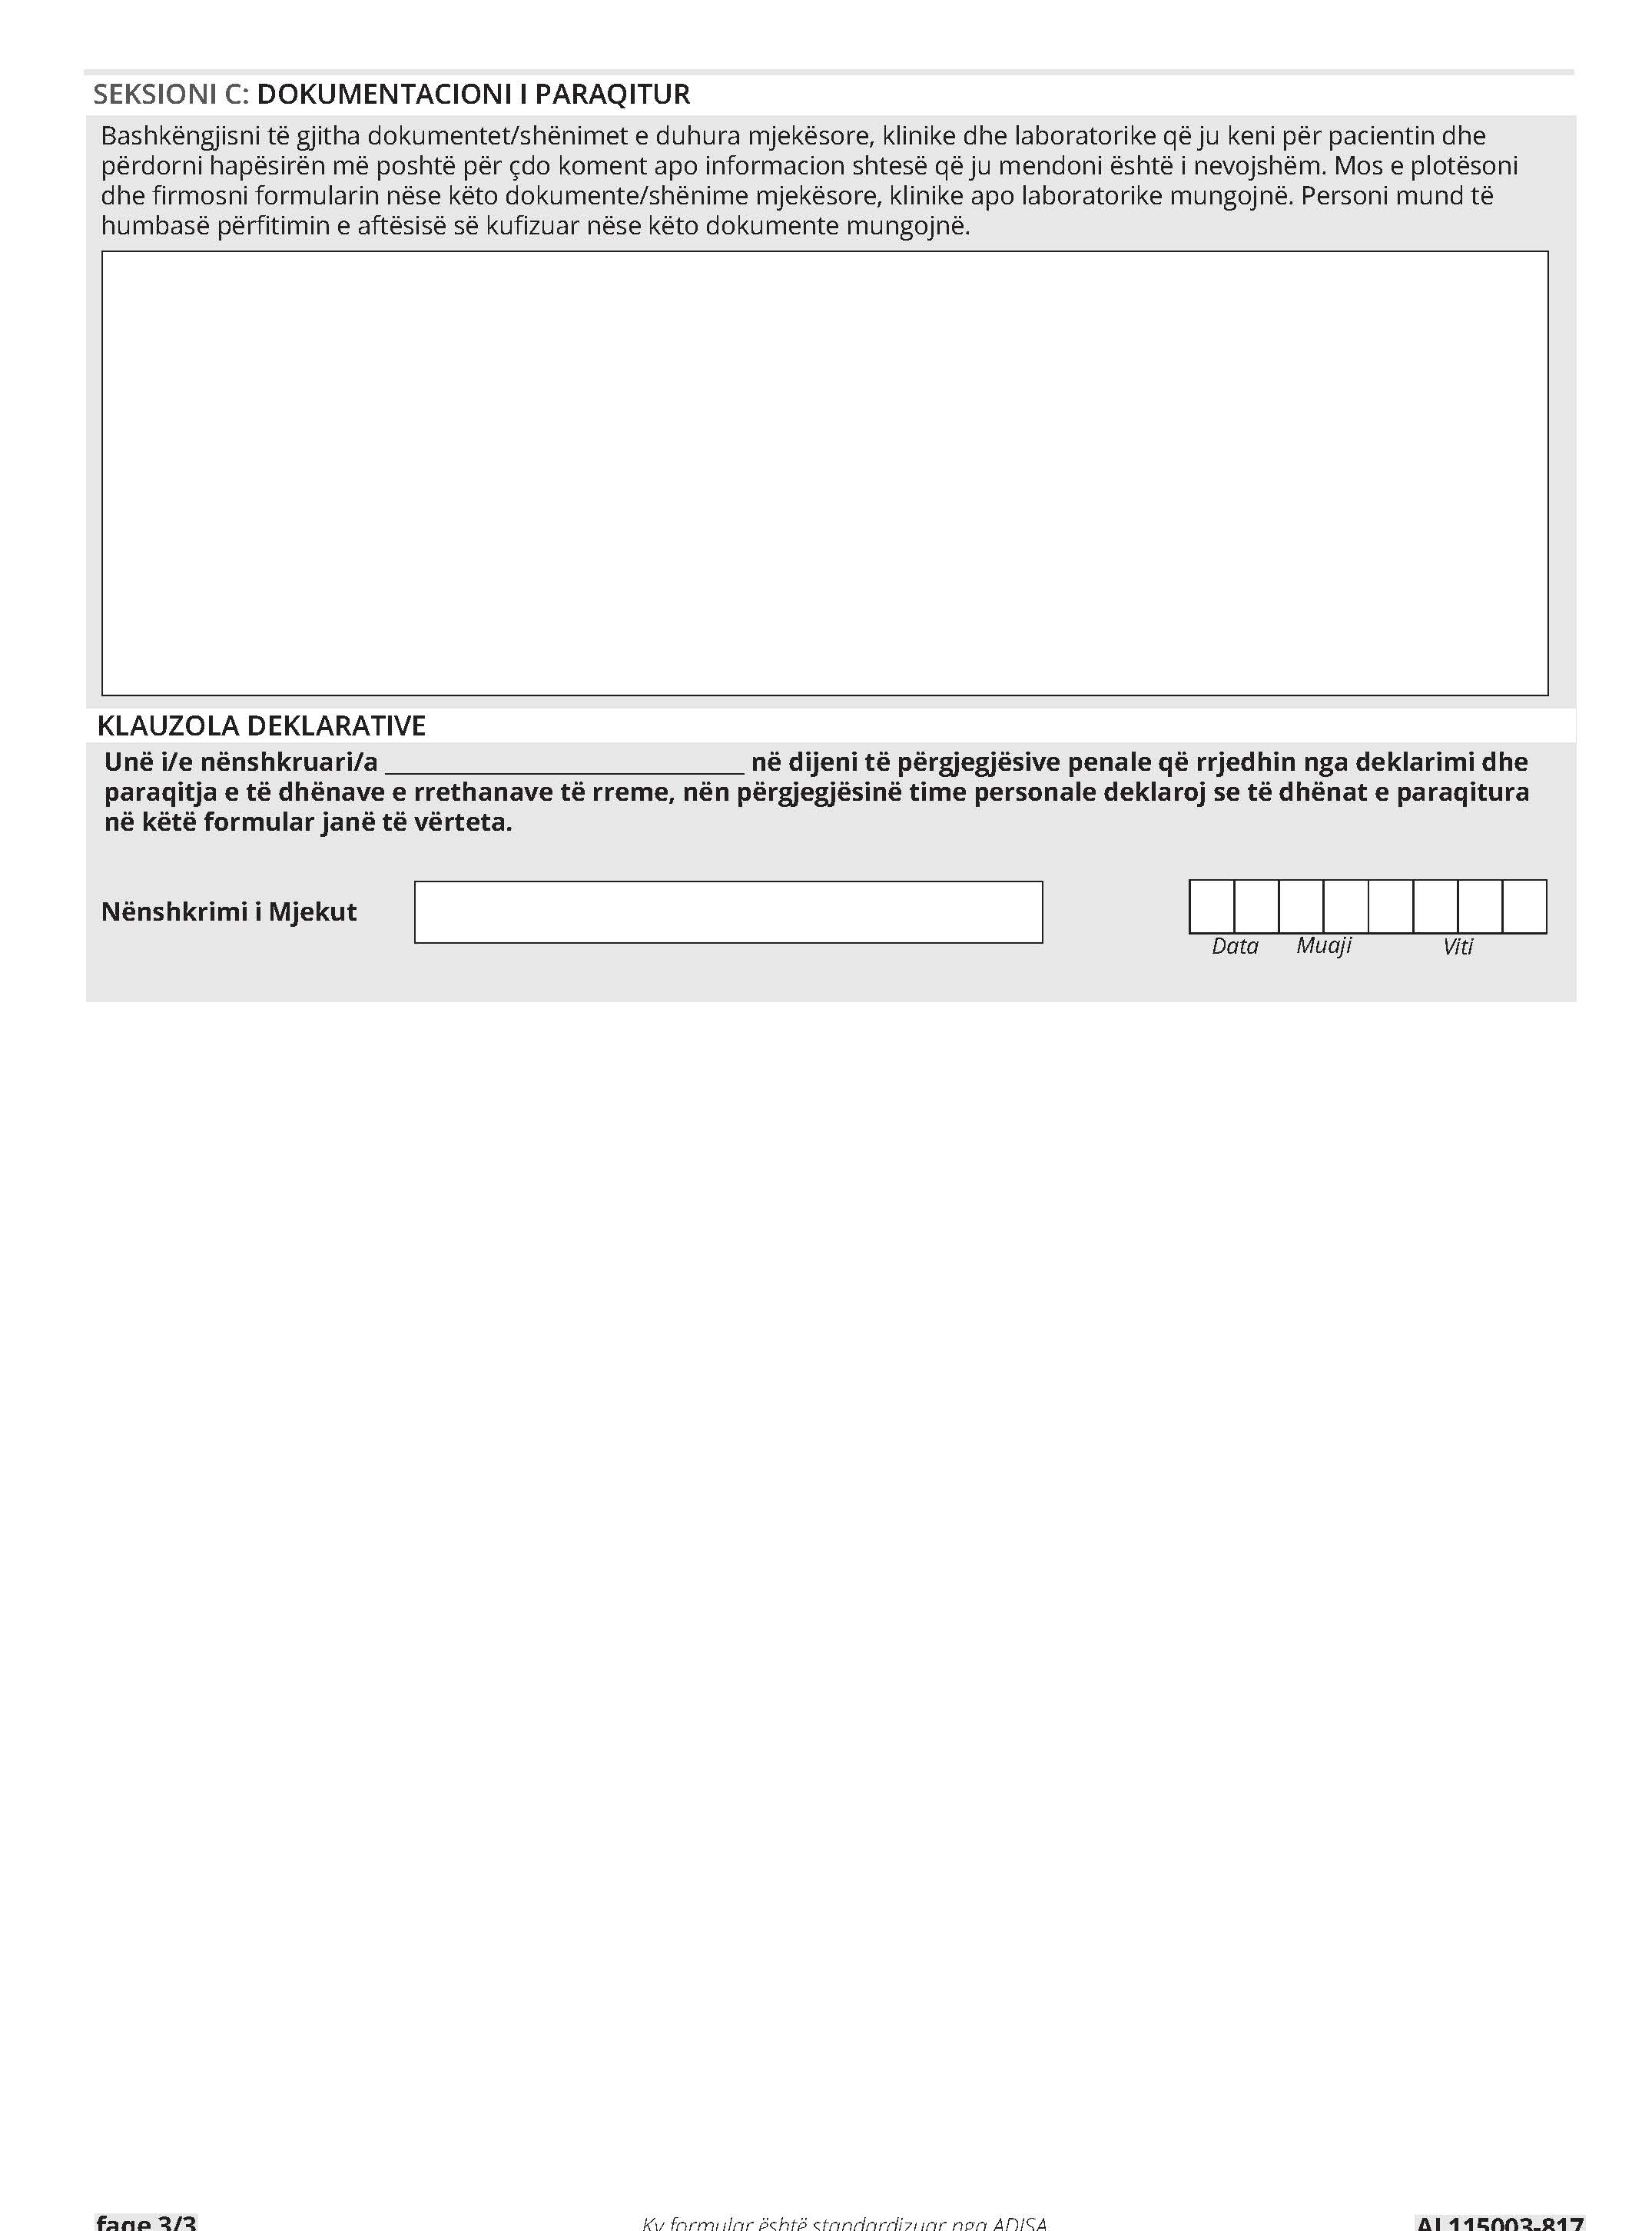 SEKSIONI C: DOKUMENTACIONI I PARAQITUR
Bashkëngjisni të gjitha dokumentet/shënimet e duhura mjekësore, klinike dhe laboratorike që ju keni për pacientin dhe
përdorni hapësirën më poshtë për çdo koment apo informacion shtesë që ju mendoni është i nevojshëm. Mos e plotësoni
dhe firmosni formularin nëse këto dokumente/shënime mjekësore, klinike apo laboratorike mungojnë. Personi mund të
humbasë përfitimin e aftësisë së kufizuar nëse këto dokumente mungojnë.
KLAUZOLA DEKLARATIVE
Unë i/e nënshkruari/a __________________________ në dijeni të përgjegjësive penale që rrjedhin nga deklarimi dhe
paraqitja e të dhënave e rrethanave të rreme, nën përgjegjësinë time personale deklaroj se të dhënat e paraqitura
në këtë formular janë të vërteta.
Nënshkrimi i Mjekut
Data Muaji Viti
faqe 3/3 Ky formular është standardizuar nga ADISA AL115003-817